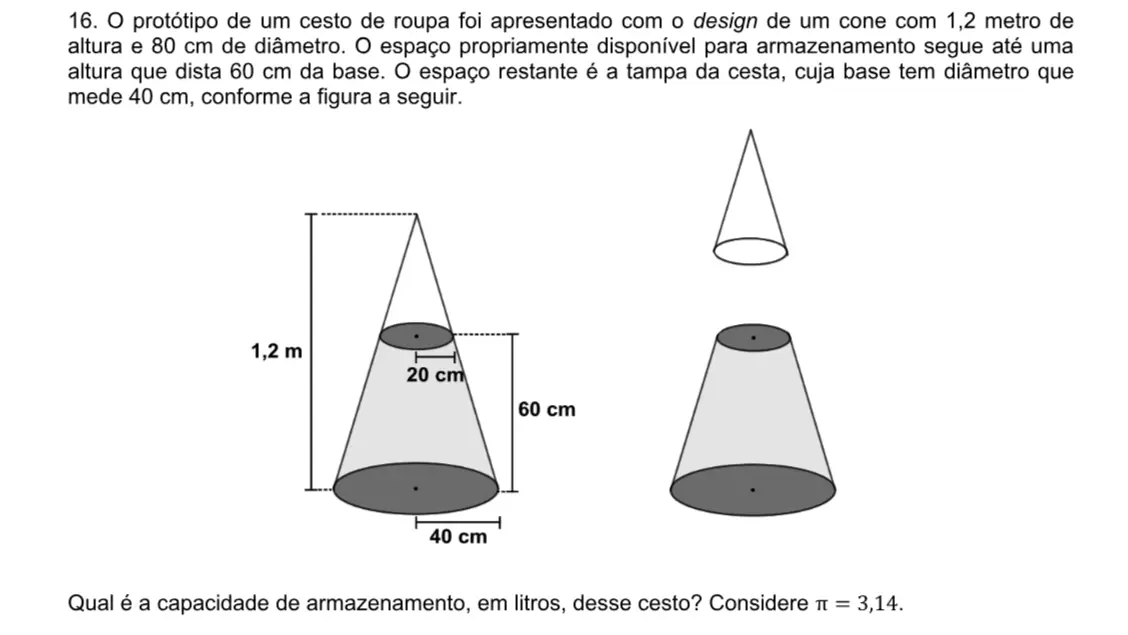 16. O protótipo de um cesto de roupa foi apresentado com o design de um cone com 1,2 metro de
altura e 80 cm de diâmetro. O espaço propriamente disponível para armazenamento segue até uma
altura que dista 60 cm da base. O espaço restante é a tampa da cesta, cuja base tem diâmetro que
mede 40 cm, conforme a figura a seguir.
1,2 m
20 cm
60 cm
40 cm
Qual é a capacidade de armazenamento, em litros, desse cesto? Considere π = 3,14.